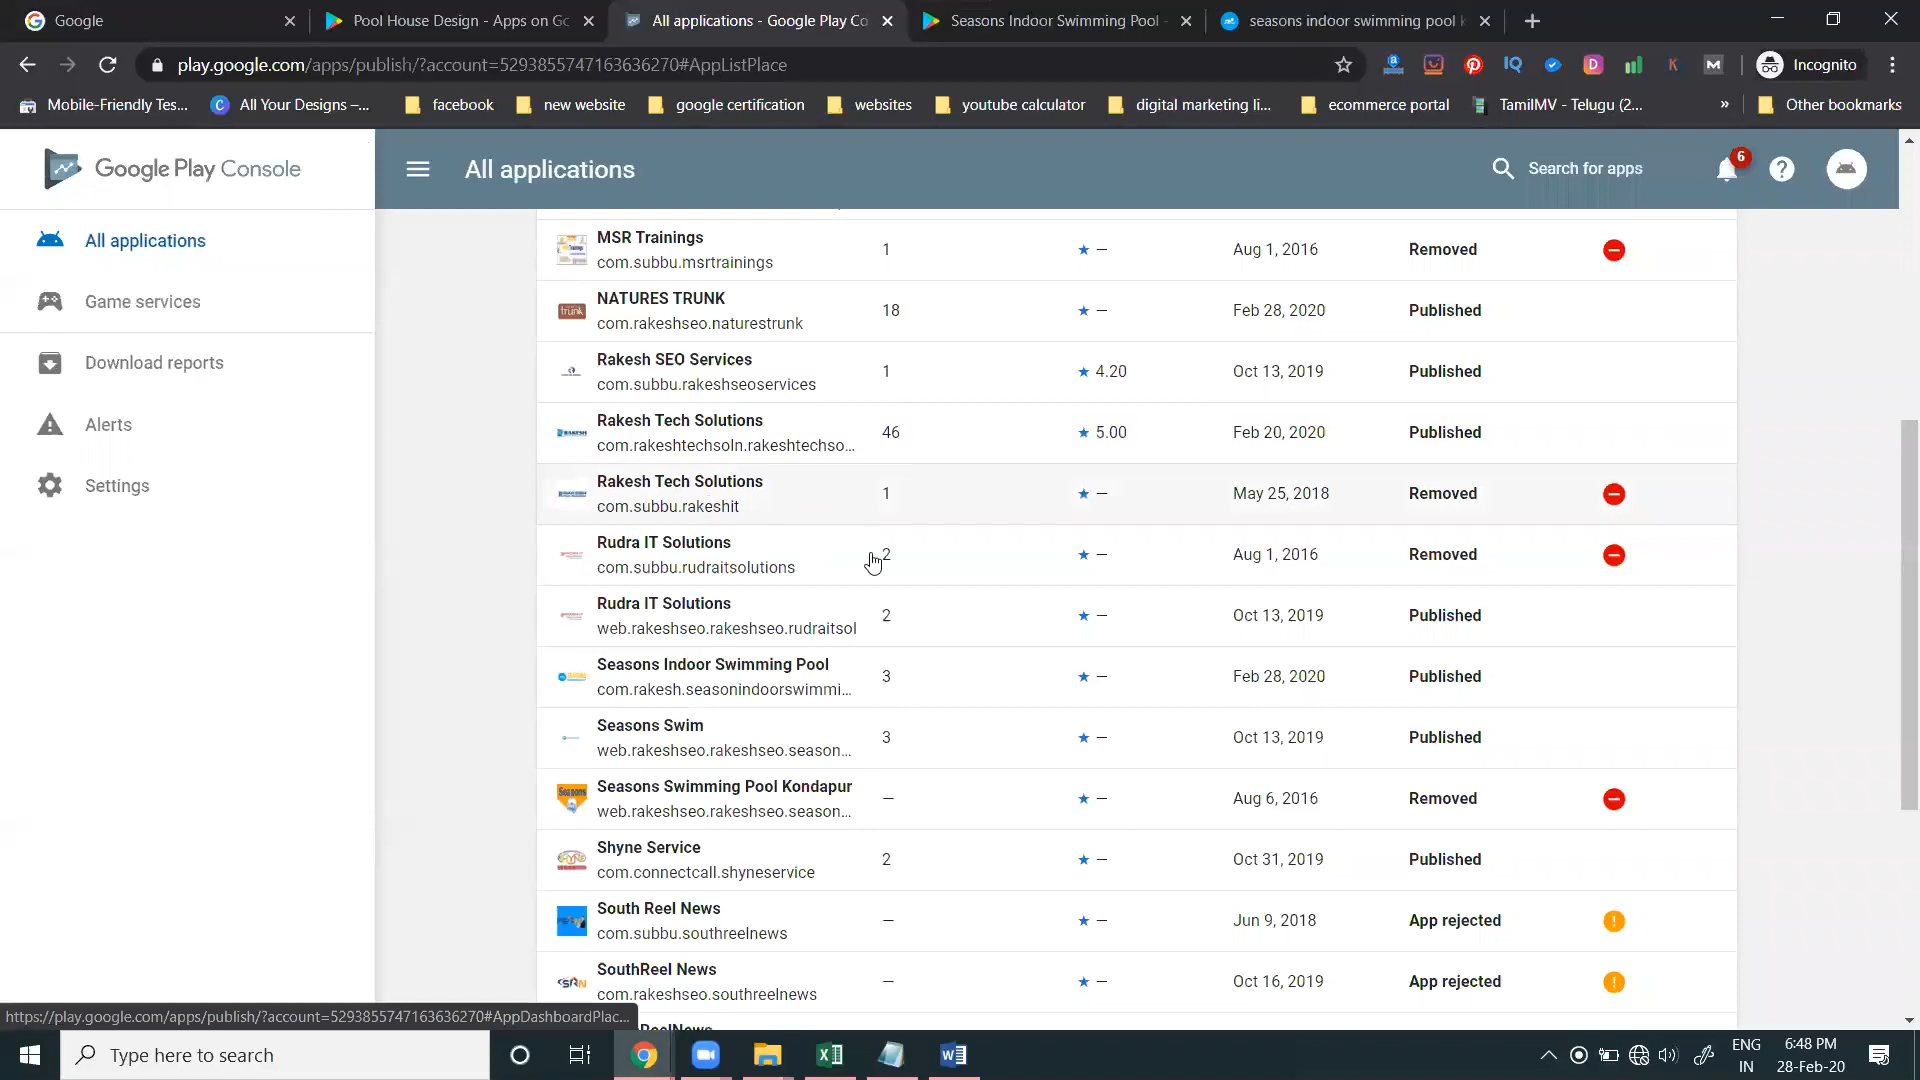 Google
Pool House Design - Apps on Go
All applications - Google Play Co
Seasons Indoor Swimming Pool -
seasons indoor swimming pool k
play.google.com/apps/publish/?account=5293855747163636270#AppListPlace
Incognito
Mobile-Friendly Tes...
All Your Designs –...
facebook
new website
google certification
websites
youtube calculator
digital marketing li...
ecommerce portal
TamilMV - Telugu (2...
»
Other bookmarks
Google Play Console
All applications
Search for apps
6
All applications
Game services
Download reports
Alerts
Settings
MSR Trainings
com.subbu.msrtrainings
1
—
Aug 1, 2016
Removed
NATURES TRUNK
com.rakeshseo.naturestrunk
18
—
Feb 28, 2020
Published
Rakesh SEO Services
com.subbu.rakeshseoservices
1
4.20
Oct 13, 2019
Published
Rakesh Tech Solutions
com.rakeshtechsoln.rakeshtechso...
46
5.00
Feb 20, 2020
Published
Rakesh Tech Solutions
com.subbu.rakeshit
1
—
May 25, 2018
Removed
Rudra IT Solutions
com.subbu.rudraitsolutions
2
—
Aug 1, 2016
Removed
Rudra IT Solutions
web.rakeshseo.rakeshseo.rudraitsol
2
—
Oct 13, 2019
Published
Seasons Indoor Swimming Pool
com.rakesh.seasonindoorswimmi...
3
—
Feb 28, 2020
Published
Seasons Swim
web.rakeshseo.rakeshseo.season...
3
—
Oct 13, 2019
Published
Seasons Swimming Pool Kondapur
web.rakeshseo.rakeshseo.season...
—
—
Aug 6, 2016
Removed
Shyne Service
com.connectcall.shyneservice
2
—
Oct 31, 2019
Published
South Reel News
com.subbu.southreelnews
—
—
Jun 9, 2018
App rejected
SouthReel News
com.rakeshseo.southreelnews
—
—
Oct 16, 2019
App rejected
https://play.google.com/apps/publish/?account=5293855747163636270#AppDashboardPlac...
Type here to search
ENG
IN
6:48 PM
28-Feb-20